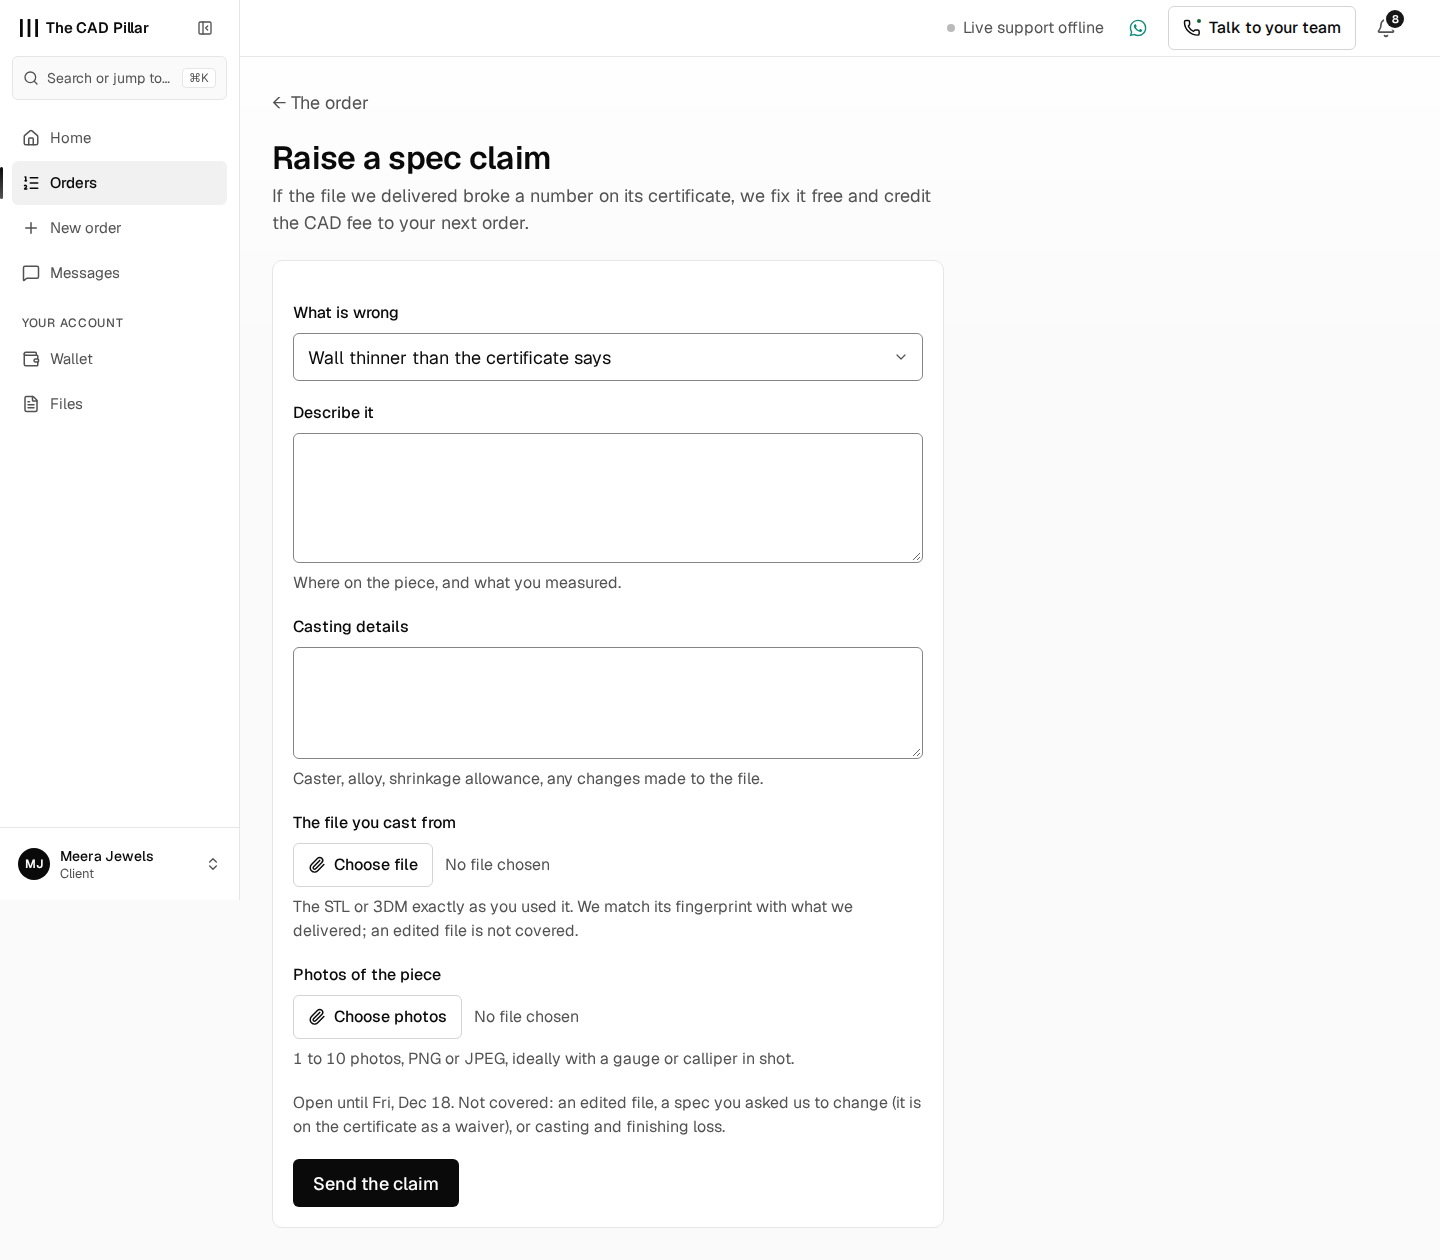 The CAD Pillar
Search or jump to... ⌘K
Home
Orders
New order
Messages
YOUR ACCOUNT
Wallet
Files
MJ
Meera Jewels
Client
Live support offline
Talk to your team
8
← The order
Raise a spec claim
If the file we delivered broke a number on its certificate, we fix it free and credit
the CAD fee to your next order.
What is wrong
Wall thinner than the certificate says
Describe it
Where on the piece, and what you measured.
Casting details
Caster, alloy, shrinkage allowance, any changes made to the file.
The file you cast from
Choose file No file chosen
The STL or 3DM exactly as you used it. We match its fingerprint with what we
delivered; an edited file is not covered.
Photos of the piece
Choose photos No file chosen
1 to 10 photos, PNG or JPEG, ideally with a gauge or calliper in shot.
Open until Fri, Dec 18. Not covered: an edited file, a spec you asked us to change (it is
on the certificate as a waiver), or casting and finishing loss.
Send the claim